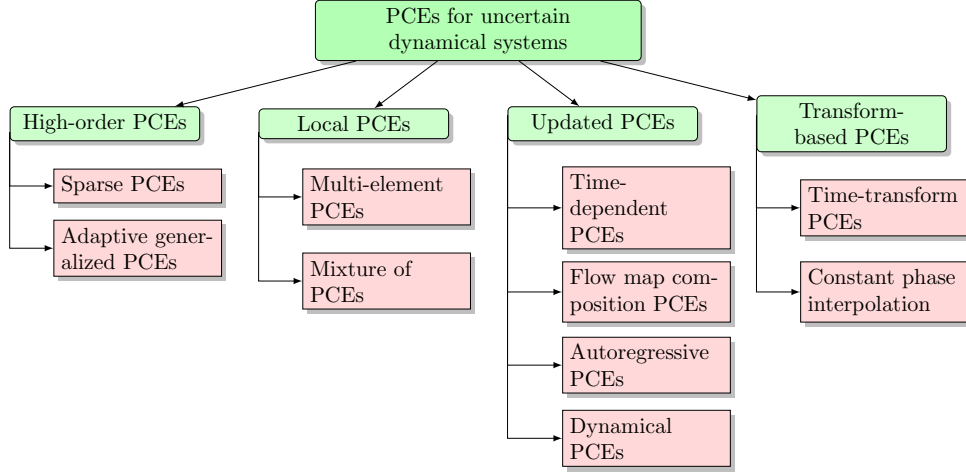 PCEs for uncertain
dynamical systems
High-order PCEs
Sparse PCEs
Adaptive gener-
alized PCEs
Local PCEs
Multi-element
PCEs
Mixture of
PCEs
Updated PCEs
Time-
dependent
PCEs
Flow map com-
position PCEs
Autoregressive
PCEs
Dynamical
PCEs
Transform-
based PCEs
Time-transform
PCEs
Constant phase
interpolation